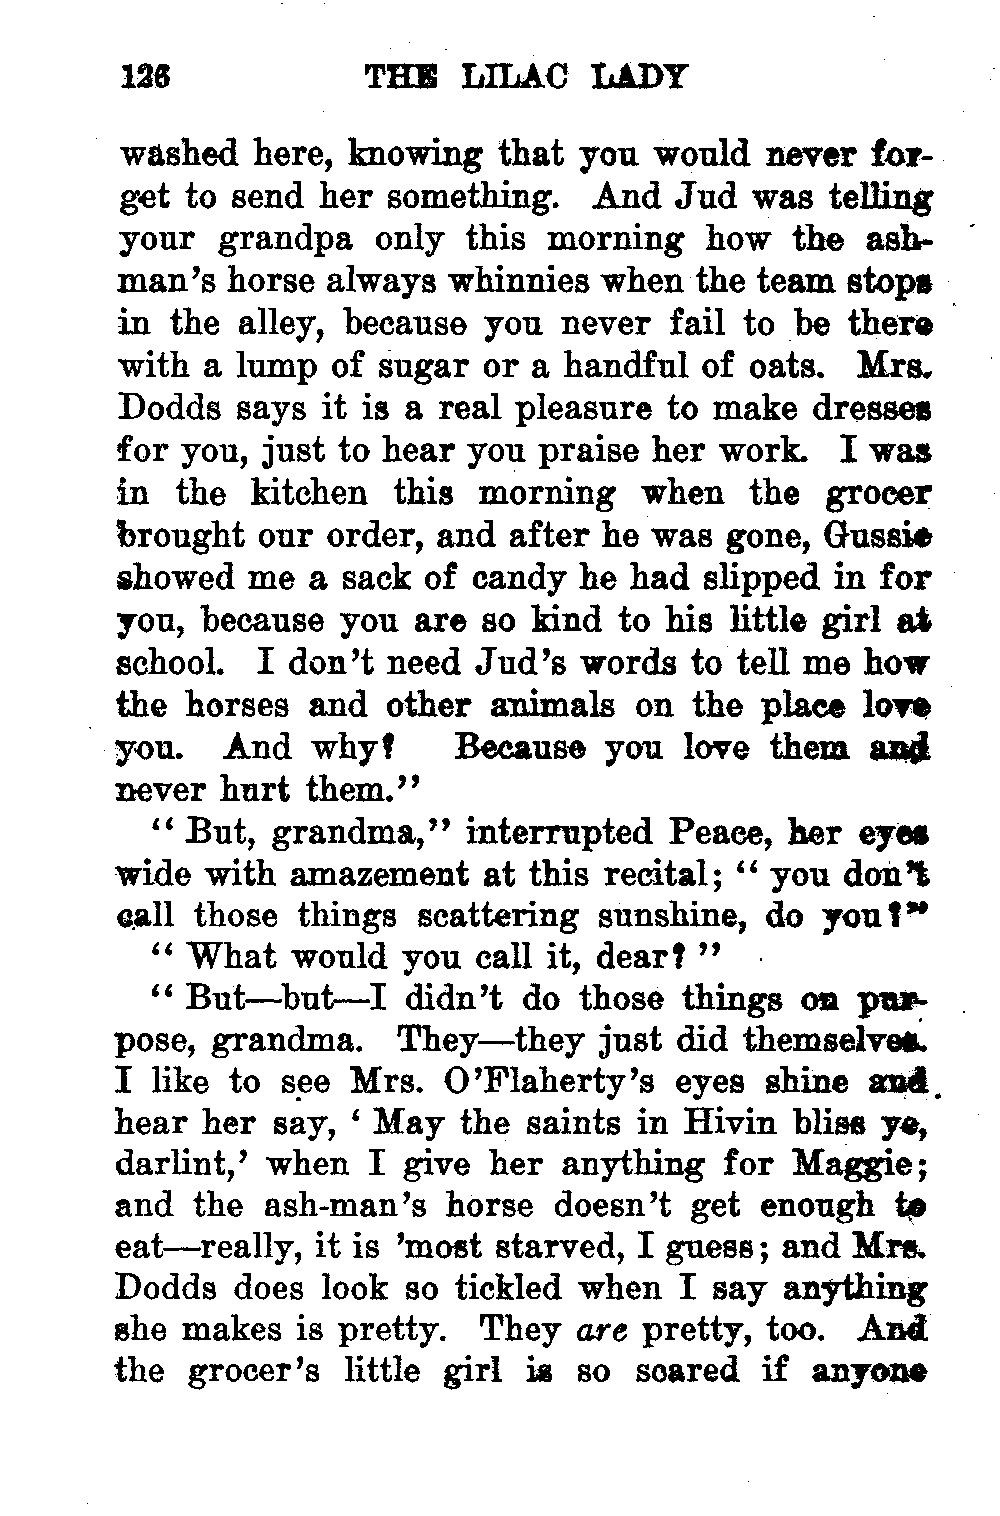 126 THE LILAC LADY
washed here, knowing that you would never for-
get to send her something. And Jud was telling
your grandpa only this morning how the ash-
man's horse always whinnies when the team stops
in the alley, because you never fail to be there
with a lump of sugar or a handful of oats. Mrs.
Dodds says it is a real pleasure to make dresses
for you, just to hear you praise her work. I was
in the kitchen this morning when the grocer
brought our order, and after he was gone, Gussie
showed me a sack of candy he had slipped in for
you, because you are so kind to his little girl at
school. I don't need Jud's words to tell me how
the horses and other animals on the place love
you. And why? Because you love them and
never hurt them."
"But, grandma," interrupted Peace, her eyes
wide with amazement at this recital; "you don't
call those things scattering sunshine, do you?"
"What would you call it, dear?"
"But—but—I didn't do those things on pur-
pose, grandma. They—they just did themselves.
I like to see Mrs. O'Flaherty's eyes shine and
hear her say, 'May the saints in Hivin bliss ye,
darlint,' when I give her anything for Maggie;
and the ash-man's horse doesn't get enough to
eat—really, it is 'most starved, I guess; and Mrs.
Dodds does look so tickled when I say anything
she makes is pretty. They are pretty, too. And
the grocer's little girl is so scared if anyone